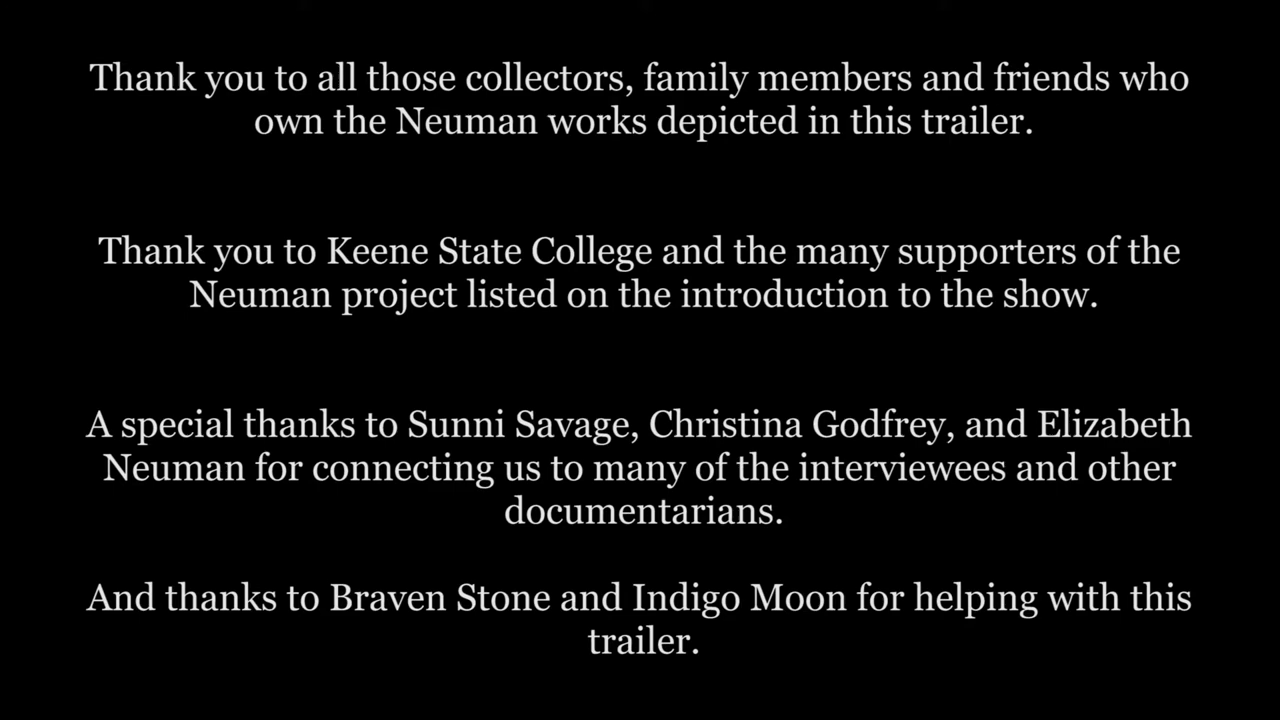 Thank you to all those collectors, family members and friends who
own the Neuman works depicted in this trailer.
Thank you to Keene State College and the many supporters of the
Neuman project listed on the introduction to the show.
A special thanks to Sunni Savage, Christina Godfrey, and Elizabeth
Neuman for connecting us to many of the interviewees and other
documentarians.
And thanks to Braven Stone and Indigo Moon for helping with this
trailer.